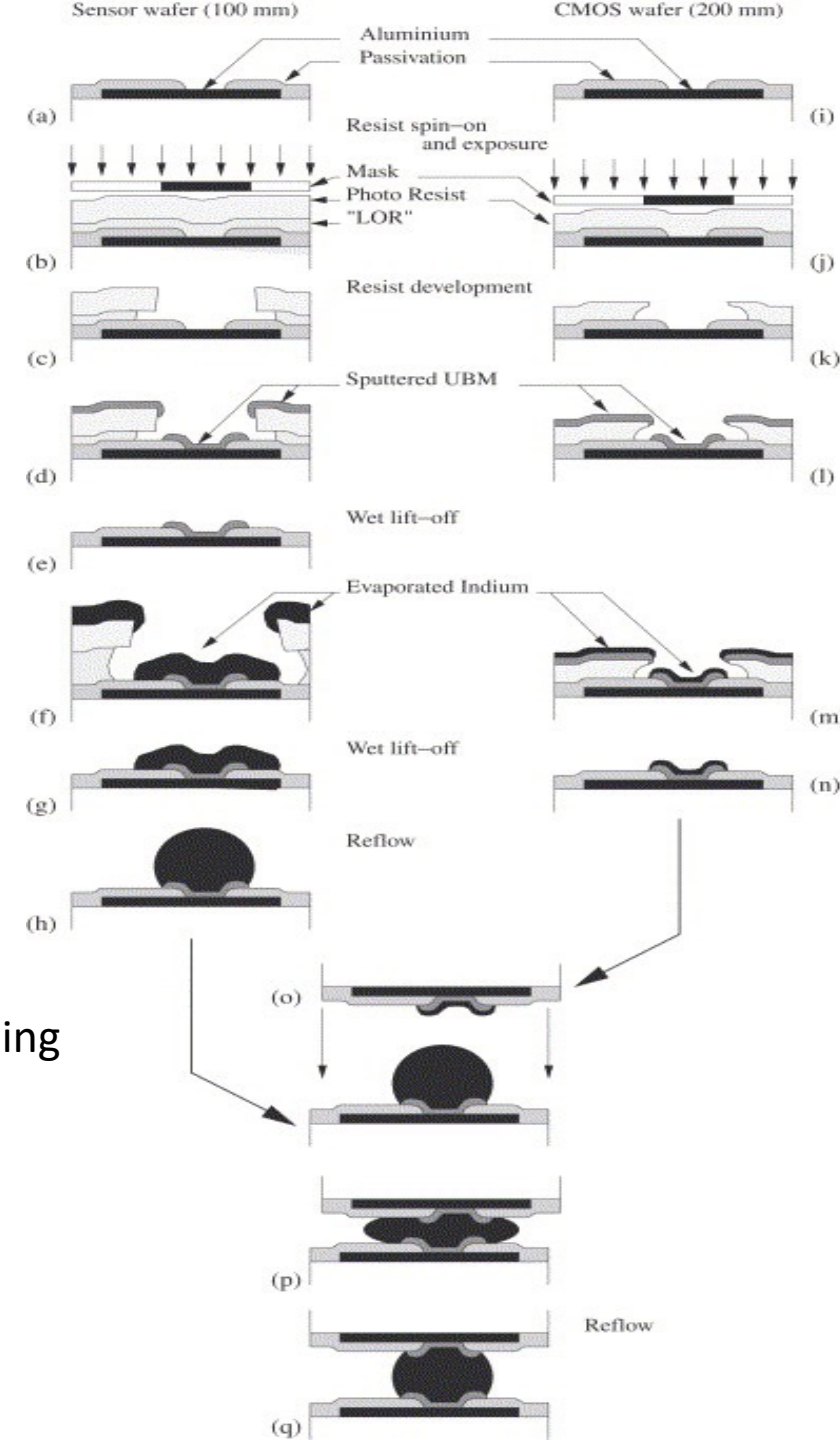 Sensor wafer (100 mm)
CMOS wafer (200 mm)
Aluminium
Passivation
(a)
(i)
Resist spin−on
and exposure
Mask
Photo Resist
"LOR"
(b)
(j)
Resist development
(c)
(k)
Sputtered UBM
(d)
(l)
Wet lift−off
(e)
Evaporated Indium
(f)
(m)
Wet lift−off
(g)
(n)
Reflow
(h)
(o)
ing
(p)
Reflow
(q)